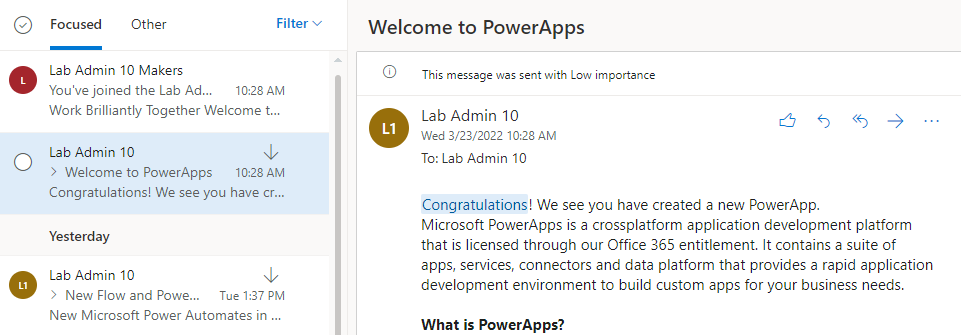 Focused Other Filter
L
Lab Admin 10 Makers
You've joined the Lab Ad... 10:28 AM
Work Brilliantly Together Welcome t...
Lab Admin 10
> Welcome to PowerApps 10:28 AM
Congratulations! We see you have cr...
Yesterday
L1
Lab Admin 10
> New Flow and Powe... Tue 1:37 PM
New Microsoft Power Automates in ...
Welcome to PowerApps
This message was sent with Low importance
L1
Lab Admin 10
Wed 3/23/2022 10:28 AM
To: Lab Admin 10
Congratulations! We see you have created a new PowerApp.
Microsoft PowerApps is a crossplatform application development platform
that is licensed through our Office 365 entitlement. It contains a suite of
apps, services, connectors and data platform that provides a rapid application
development environment to build custom apps for your business needs.
What is PowerApps?